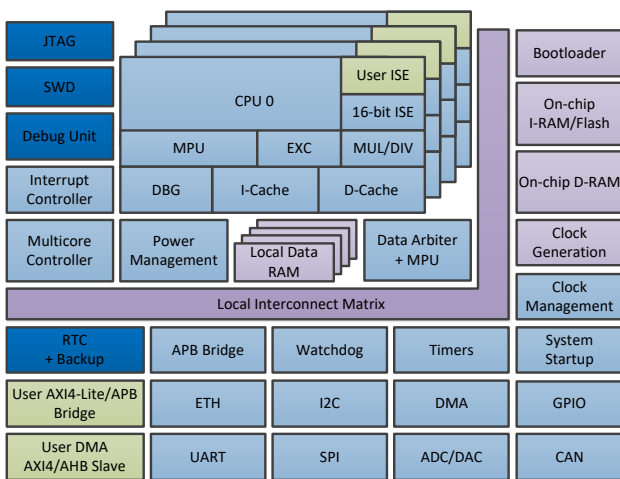 JTAG
SWD
Debug Unit
Interrupt
Controller
Multicore
Controller
CPU 0
User ISE
16-bit ISE
MPU
EXC
MUL/DIV
DBG
I-Cache
D-Cache
Power
Management
Local Data
RAM
Data Arbiter
+ MPU
Bootloader
On-chip
I-RAM/Flash
On-chip D-RAM
Clock
Generation
Clock
Management
Local Interconnect Matrix
RTC
+ Backup
APB Bridge
Watchdog
Timers
System
Startup
User AXI4-Lite/APB
Bridge
ETH
I2C
DMA
GPIO
User DMA
AXI4/AHB Slave
UART
SPI
ADC/DAC
CAN